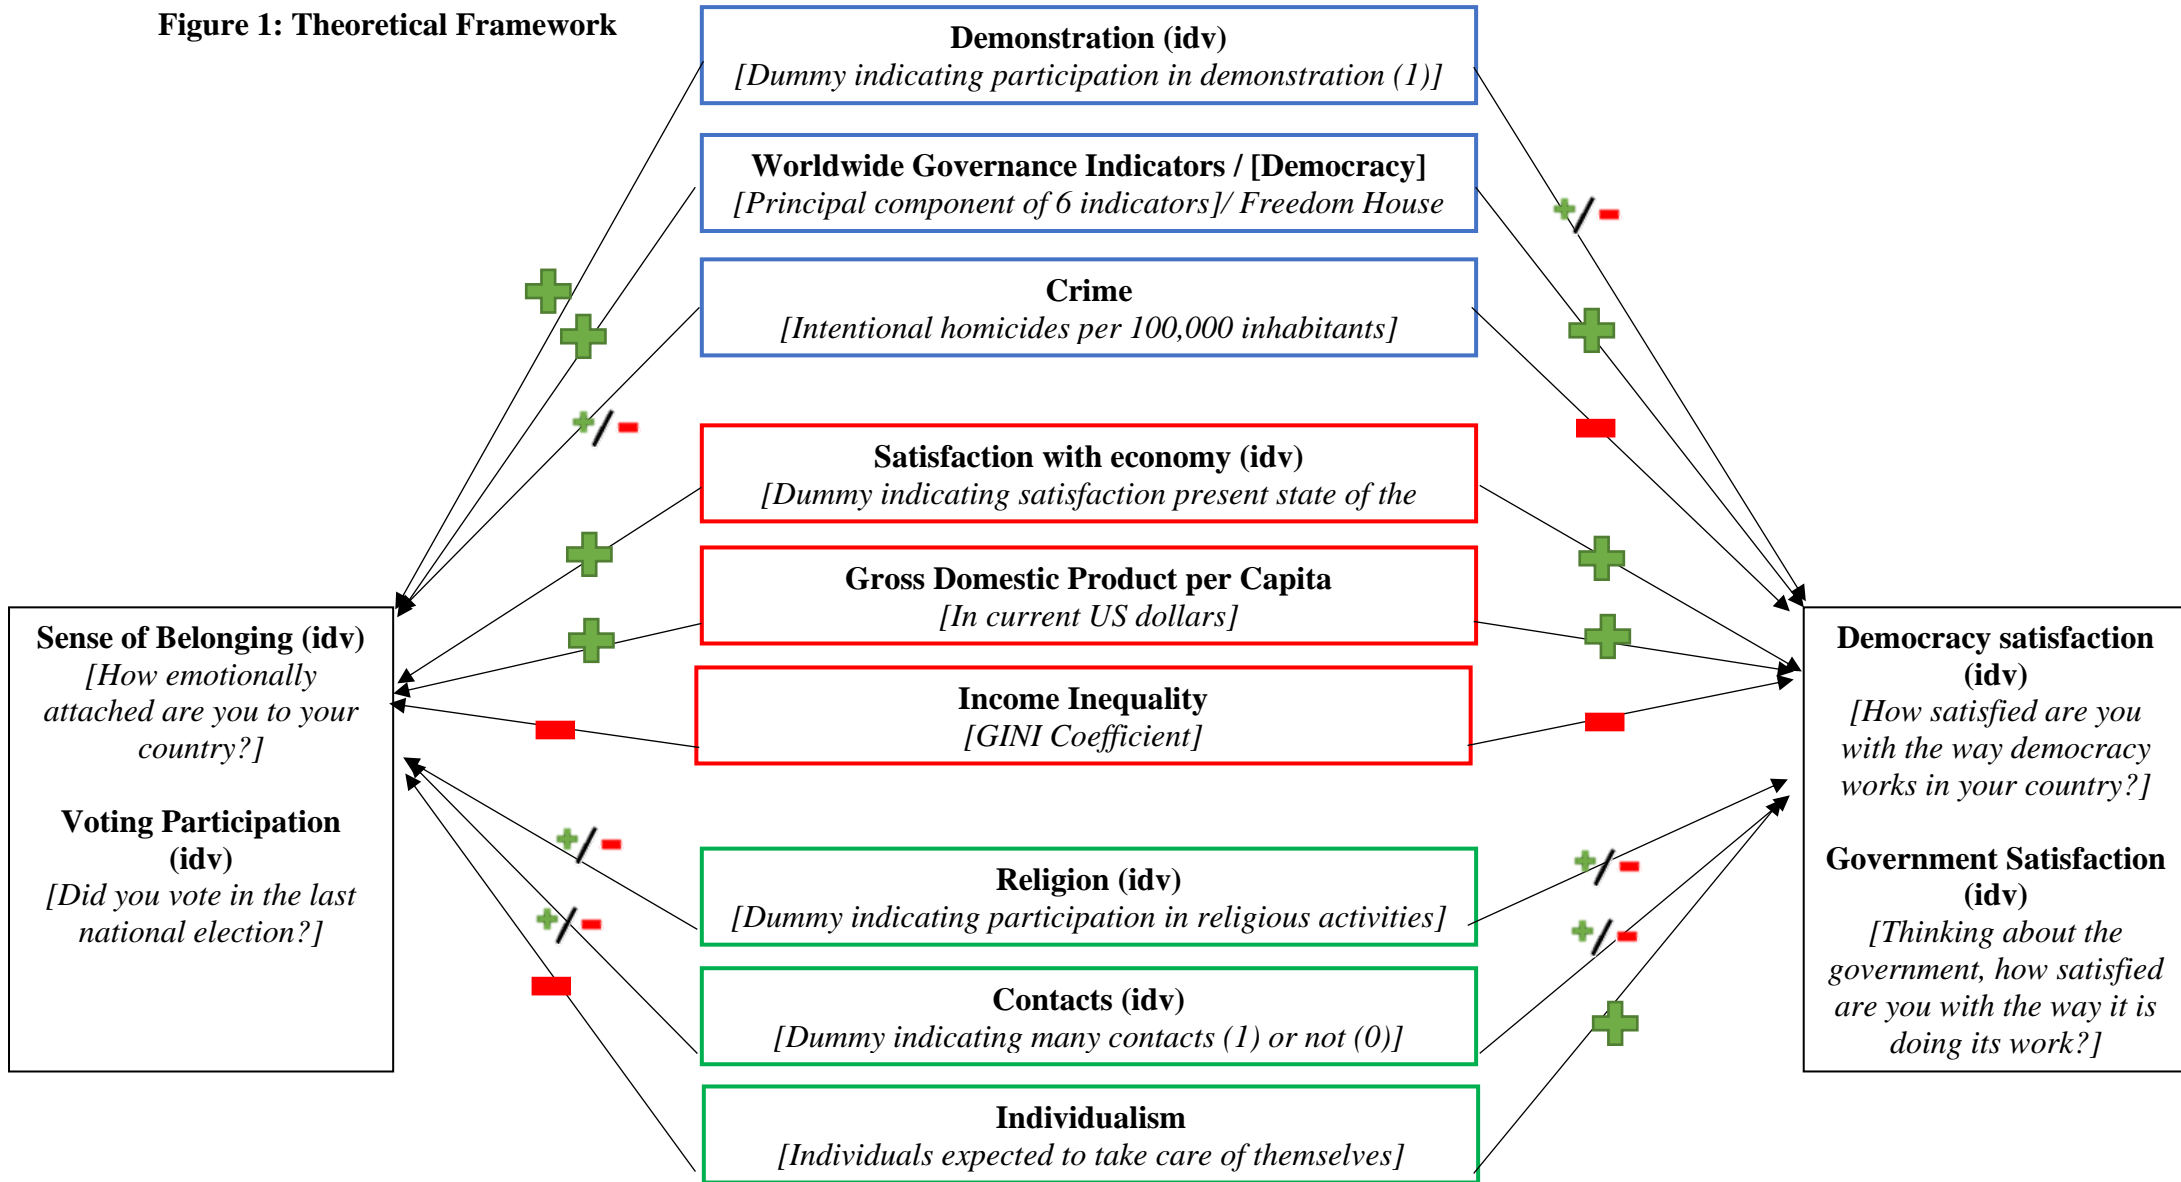 Figure 1: Theoretical Framework
Demonstration (idv)
[Dummy indicating participation in demonstration (1)]
Worldwide Governance Indicators / [Democracy]
[Principal component of 6 indicators]/ Freedom House
Crime
[Intentional homicides per 100,000 inhabitants]
Satisfaction with economy (idv)
[Dummy indicating satisfaction present state of the
Gross Domestic Product per Capita
[In current US dollars]
Income Inequality
[GINI Coefficient]
Religion (idv)
[Dummy indicating participation in religious activities]
Contacts (idv)
[Dummy indicating many contacts (1) or not (0)]
Individualism
[Individuals expected to take care of themselves]
Sense of Belonging (idv)
[How emotionally
attached are you to your
country?]
Voting Participation
(idv)
[Did you vote in the last
national election?]
Democracy satisfaction
(idv)
[How satisfied are you
with the way democracy
works in your country?]
Government Satisfaction
(idv)
[Thinking about the
government, how satisfied
are you with the way it is
doing its work?]